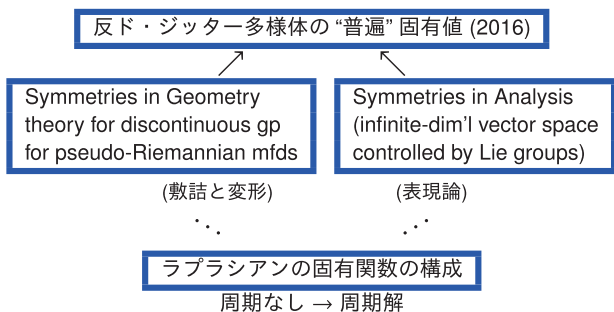 反ド・ジッター多様体の “普遍” 固有値 (2016)
Symmetries in Geometry
theory for discontinuous gp
for pseudo-Riemannian mfds
(敷詰と変形)
Symmetries in Analysis
(infinite-dim’l vector space
controlled by Lie groups)
(表現論)
ラプラシアンの固有関数の構成
周期なし → 周期解